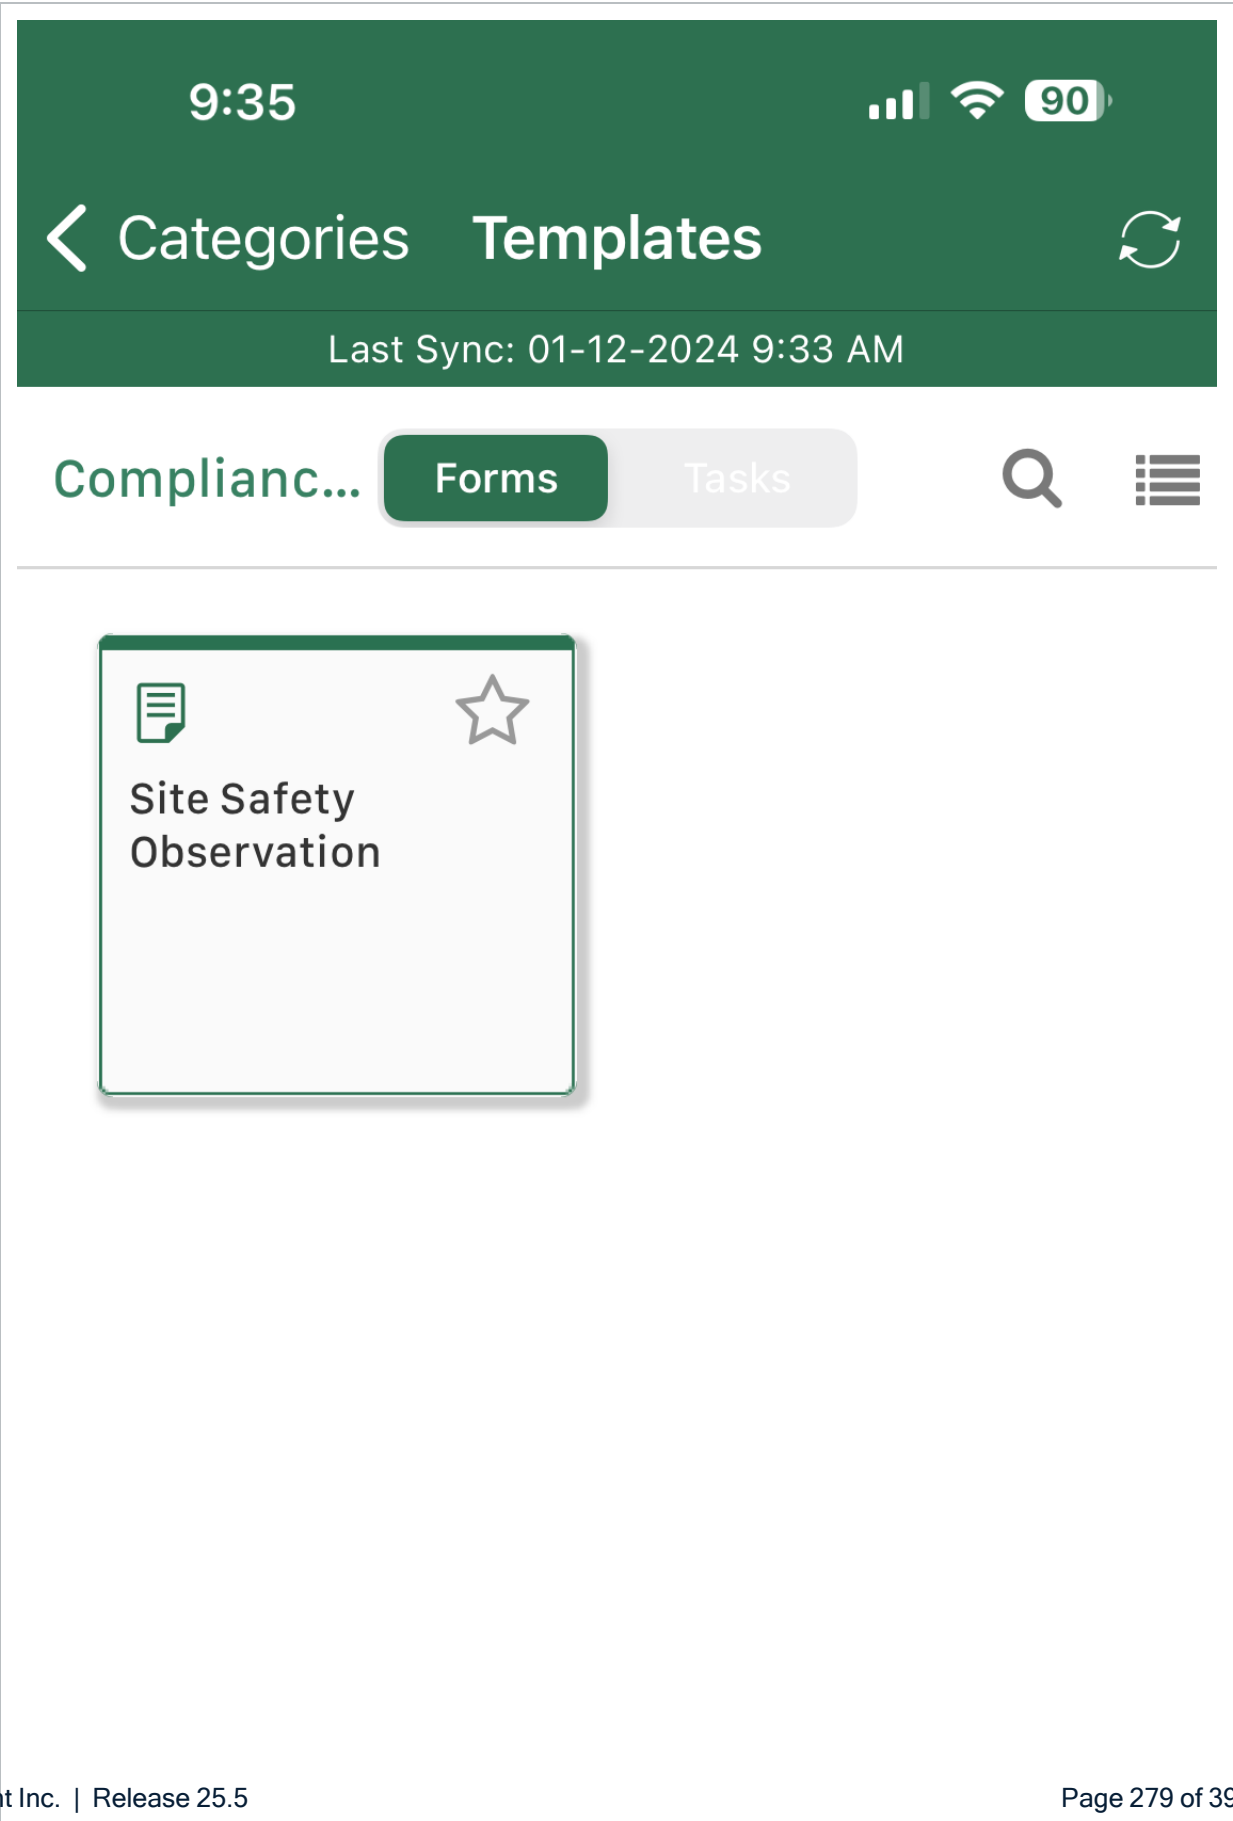 9:35
90
Categories Templates
Last Sync: 01-12-2024 9:33 AM
Complianc... Forms Tasks
Site Safety
Observation
Inc. | Release 25.5 Page 279 of